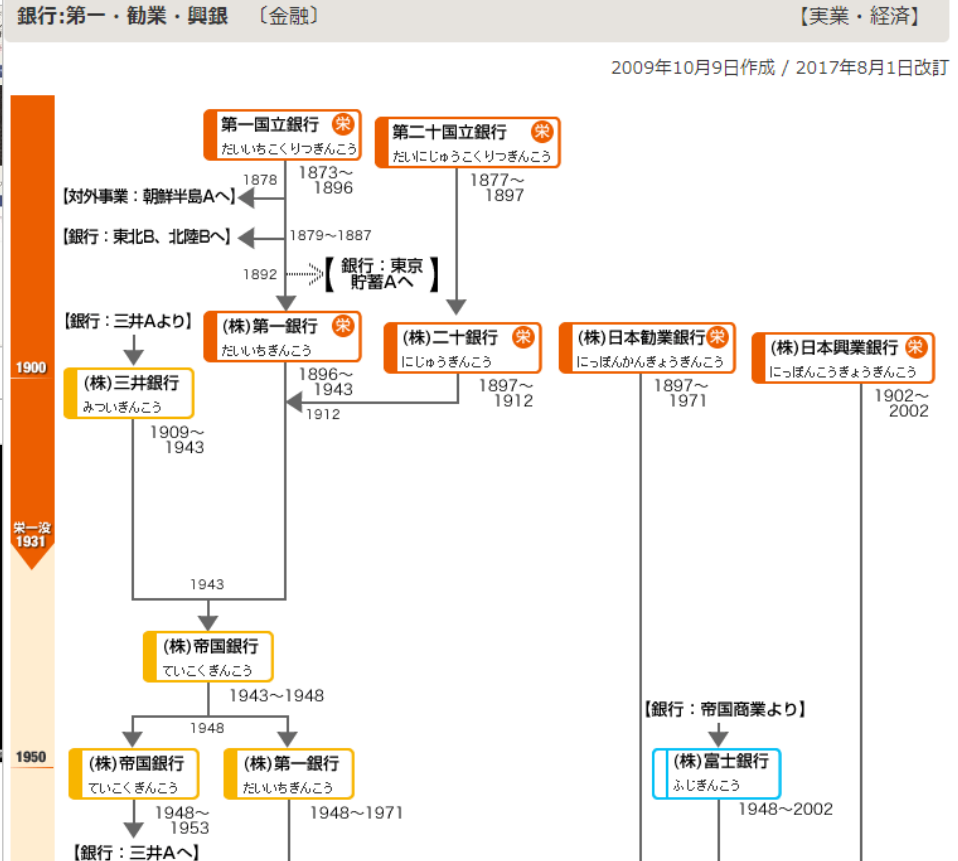 銀行:第一・勧業・興銀 〔金融〕 【実業・経済】
2009年10月9日作成 / 2017年8月1日改訂
第一国立銀行 栄
だいいちこくりつぎんこう
1873～
1896
第二十国立銀行 栄
だいにじゅうこくりつぎんこう
1877～
1897
1878
【対外事業：朝鮮半島Aへ】
【銀行：東北B、北陸Bへ】
1879～1887
1892
【銀行：東京
貯蓄Aへ】
【銀行：三井Aより】
(株)第一銀行 栄
だいいちぎんこう
1896～
1943
(株)二十銀行 栄
にじゅうぎんこう
1897～
1912
(株)日本勧業銀行 栄
にっぽんかんぎょうぎんこう
1897～
1971
(株)日本興業銀行 栄
にっぽんこうぎょうぎんこう
1902～
2002
1900
(株)三井銀行
みついぎんこう
1909～
1943
1912
栄一没
1931
1943
(株)帝国銀行
ていこくぎんこう
1943～1948
1948
【銀行：帝国商業より】
1950
(株)帝国銀行
ていこくぎんこう
1948～
1953
【銀行：三井Aへ】
(株)第一銀行
だいいちぎんこう
1948～1971
(株)富士銀行
ふじぎんこう
1948～2002